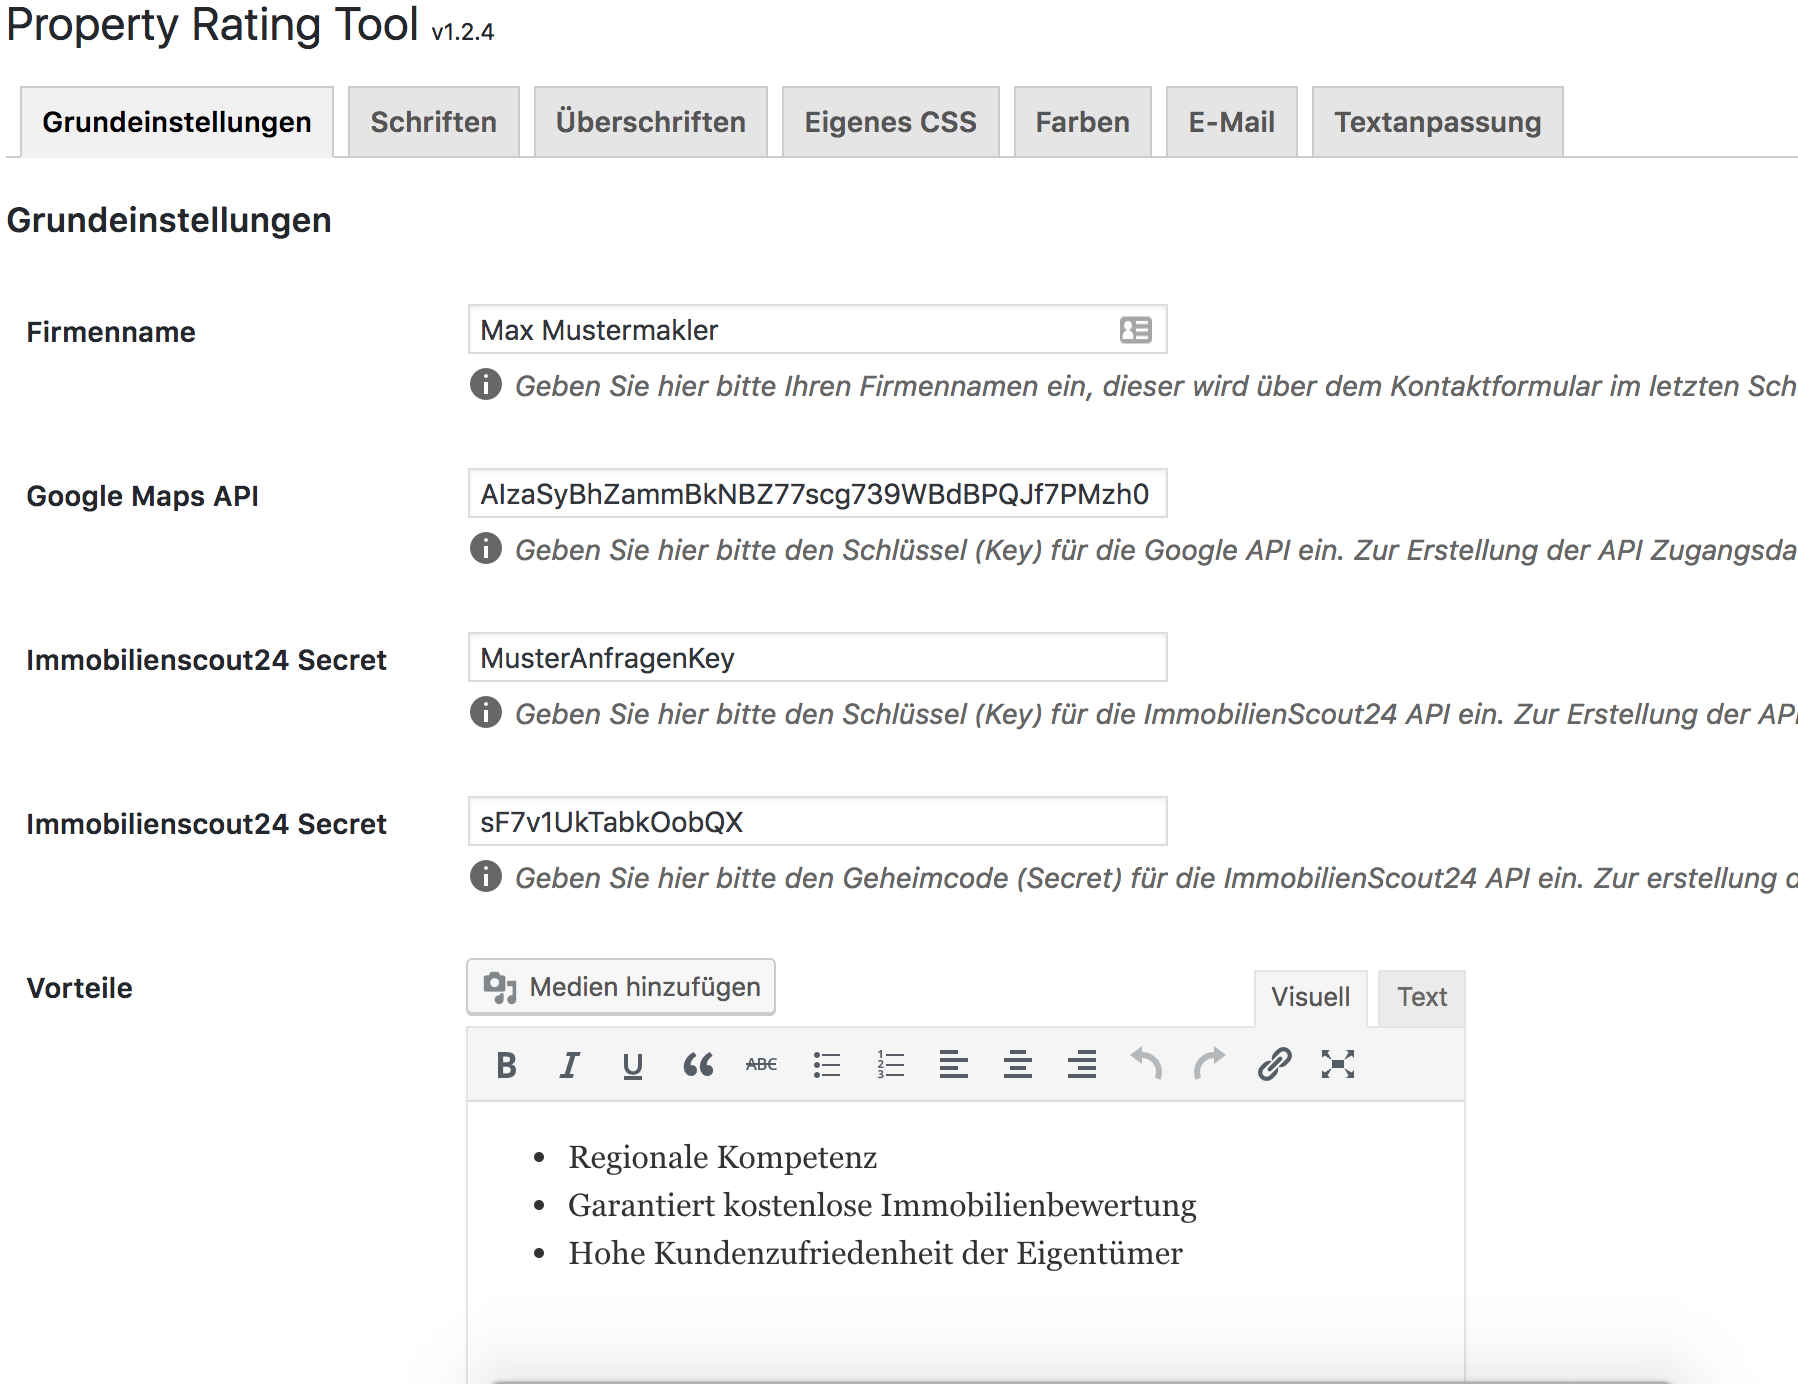 Property Rating Tool v1.2.4
Grundeinstellungen Schriften Überschriften Eigenes CSS Farben E-Mail Textanpassung
Grundeinstellungen
Firmenname Max Mustermakler
Geben Sie hier bitte Ihren Firmennamen ein, dieser wird über dem Kontaktformular im letzten Sch
Google Maps API AIzaSyBhZammBkNBZ77scg739WBdBPQJf7PMzh0
Geben Sie hier bitte den Schlüssel (Key) für die Google API ein. Zur Erstellung der API Zugangsda
Immobilienscout24 Secret MusterAnfragenKey
Geben Sie hier bitte den Schlüssel (Key) für die ImmobilienScout24 API ein. Zur Erstellung der API
Immobilienscout24 Secret sF7v1UkTabkOobQX
Geben Sie hier bitte den Geheimcode (Secret) für die ImmobilienScout24 API ein. Zur erstellung d
Vorteile Medien hinzufügen Visuell Text
B I U ABC
• Regionale Kompetenz
• Garantiert kostenlose Immobilienbewertung
• Hohe Kundenzufriedenheit der Eigentümer